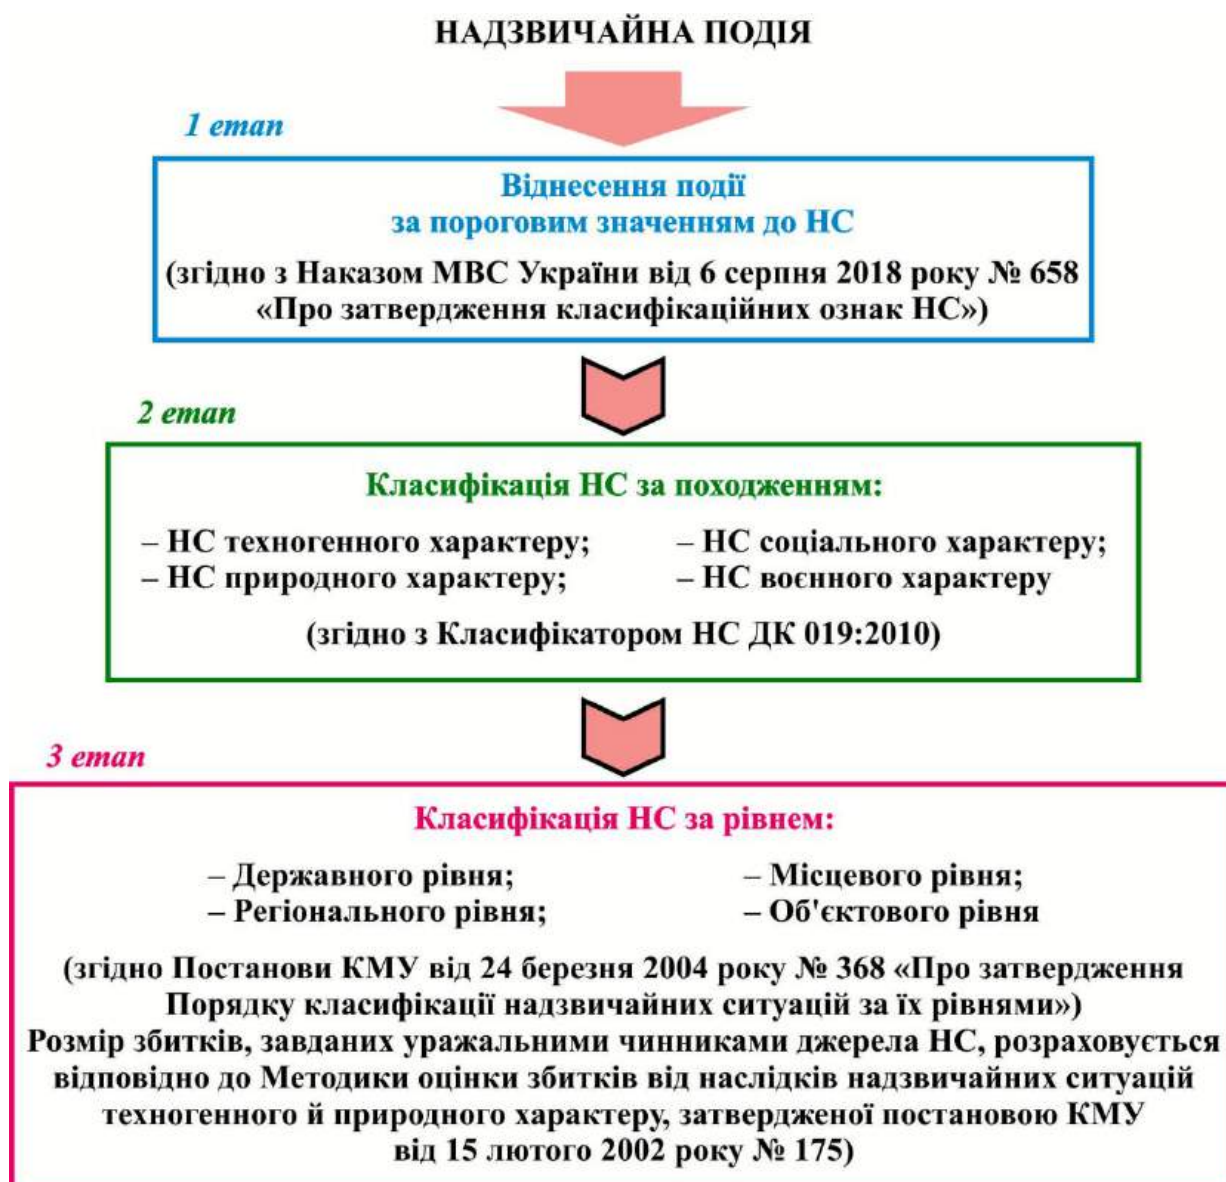 НАДЗВИЧАЙНА ПОДІЯ
1 етап
Віднесення події
за пороговим значенням до НС
(згідно з Наказом МВС України від 6 серпня 2018 року № 658
«Про затвердження класифікаційних ознак НС»)
2 етап
Класифікація НС за походженням:
– НС техногенного характеру; – НС соціального характеру;
– НС природного характеру; – НС воєнного характеру
(згідно з Класифікатором НС ДК 019:2010)
3 етап
Класифікація НС за рівнем:
– Державного рівня; – Місцевого рівня;
– Регіонального рівня; – Об'єктового рівня
(згідно Постанови КМУ від 24 березня 2004 року № 368 «Про затвердження
Порядку класифікації надзвичайних ситуацій за їх рівнями»)
Розмір збитків, завданих уражальними чинниками джерела НС, розраховується
відповідно до Методики оцінки збитків від наслідків надзвичайних ситуацій
техногенного й природного характеру, затвердженої постановою КМУ
від 15 лютого 2002 року № 175)